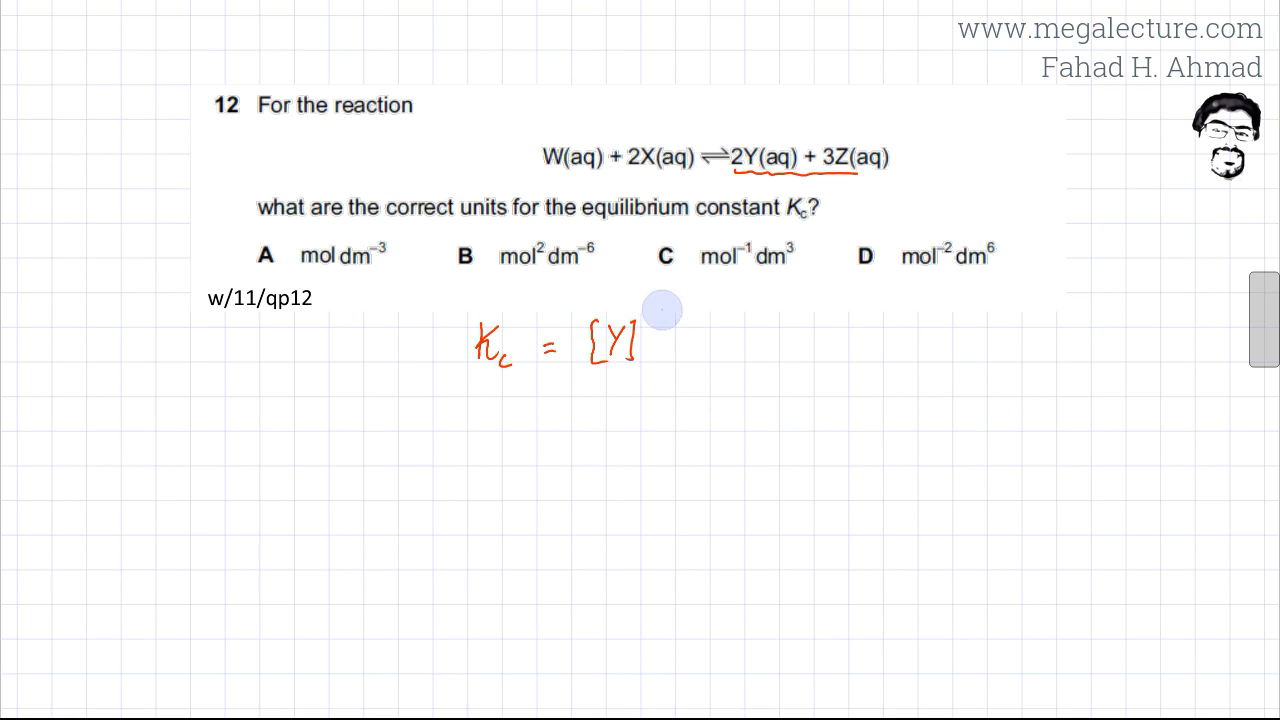 www.megalecture.com
Fahad H. Ahmad
12 For the reaction
W(aq) + 2X(aq) ⇌ 2Y(aq) + 3Z(aq)
what are the correct units for the equilibrium constant Kc?
A mol dm⁻³ B mol² dm⁻⁶ C mol⁻¹ dm³ D mol⁻² dm⁶
w/11/qp12
Kc = [Y]